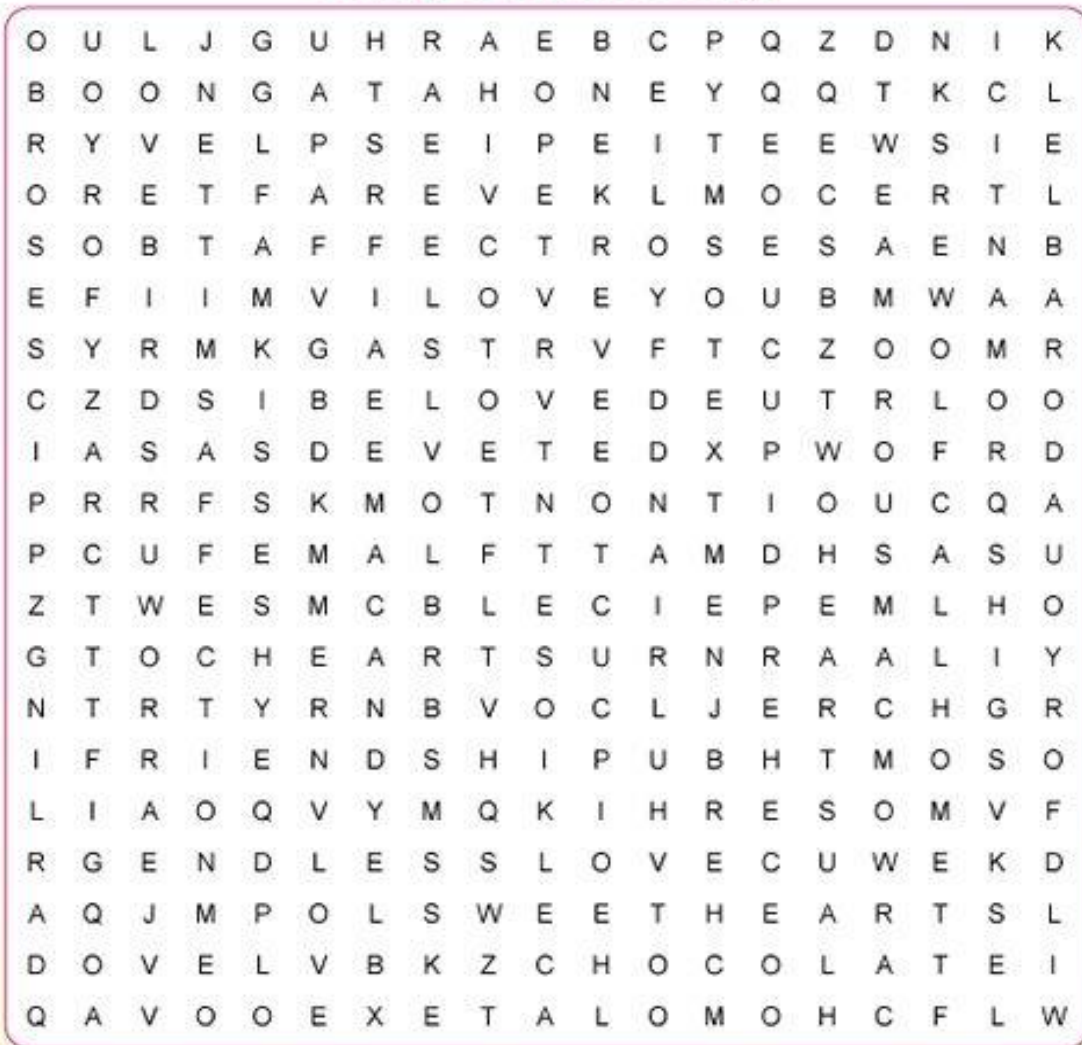 O U L J G U H R A E B C P Q Z D N I K
B O O N G A T A H O N E Y Q Q T K C L
R Y V E L P S E I P E I T E E W S I E
O R E T F A R E V E K L M O C E R T L
S O B T A F F E C T R O S E S A E N B
E F I I M V I L O V E Y O U B M W A A
S Y R M K G A S T R V F T C Z O O M R
C Z D S I B E L O V E D E U T R L O O
I A S A S D E V E T E D X P W O F R D
P R R F S K M O T N O N T I O U C Q A
P C U F E M A L F T T A M D H S A S U
Z T W E S M C B L E C I E P E M L H O
G T O C H E A R T S U R N R A A L I Y
N T R T Y R N B V O C L J E R C H G R
I F R I E N D S H I P U B H T M O S O
L I A O Q V Y M Q K I H R E S O M V F
R G E N D L E S S L O V E C U W E K D
A Q J M P O L S W E E T H E A R T S L
D O V E L V B K Z C H O C O L A T E I
Q A V O O E X E T A L O M O H C F L W